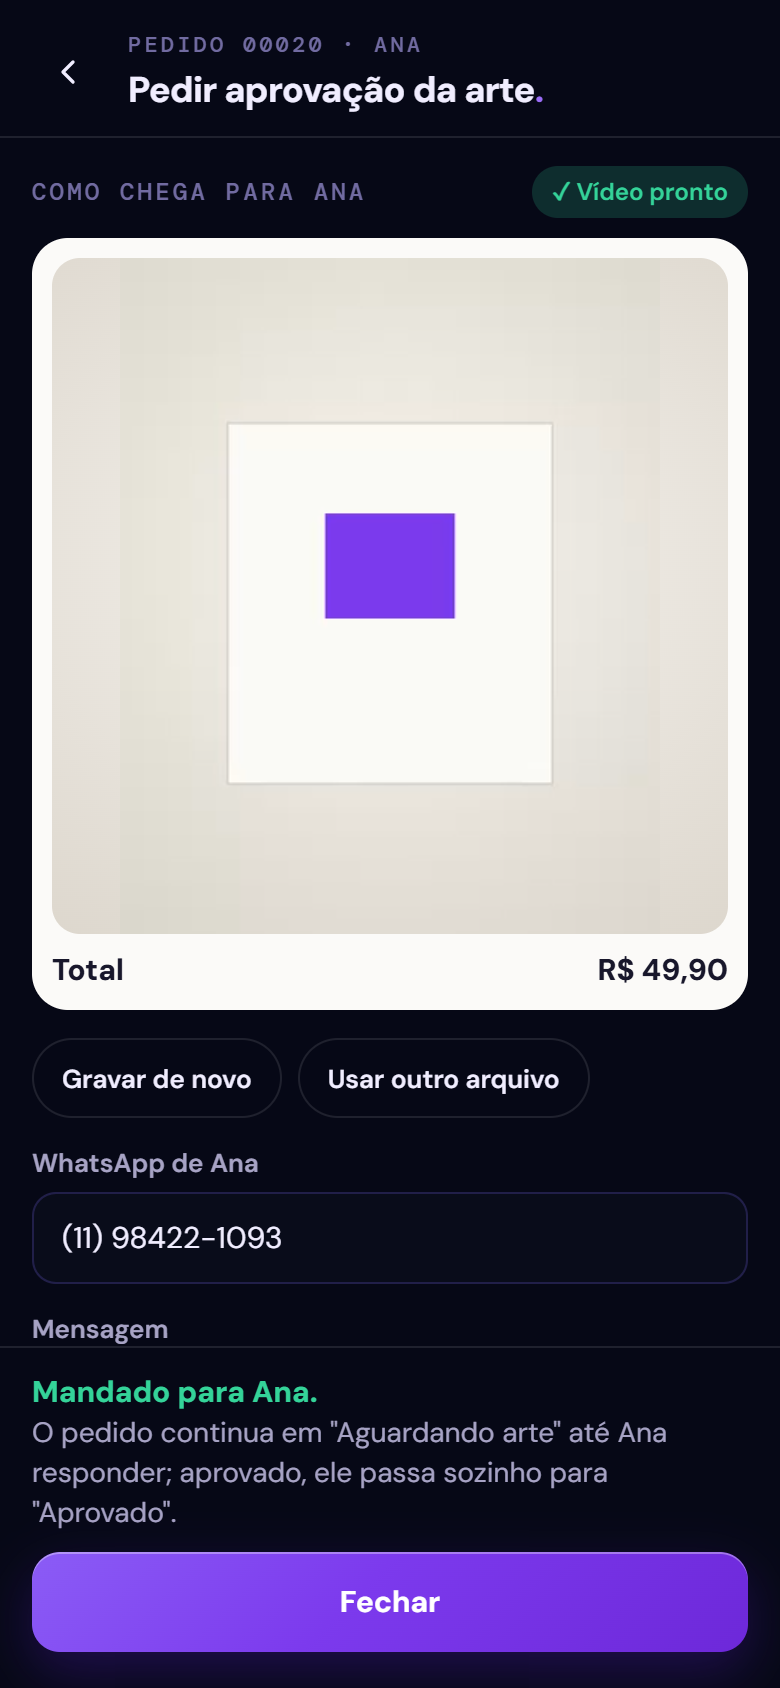 PEDIDO 00020 · ANA
Pedir aprovação da arte.
COMO CHEGA PARA ANA
✓ Vídeo pronto
Total R$ 49,90
Gravar de novo
Usar outro arquivo
WhatsApp de Ana
(11) 98422-1093
Mensagem
Mandado para Ana.
O pedido continua em "Aguardando arte" até Ana
responder; aprovado, ele passa sozinho para
"Aprovado".
Fechar